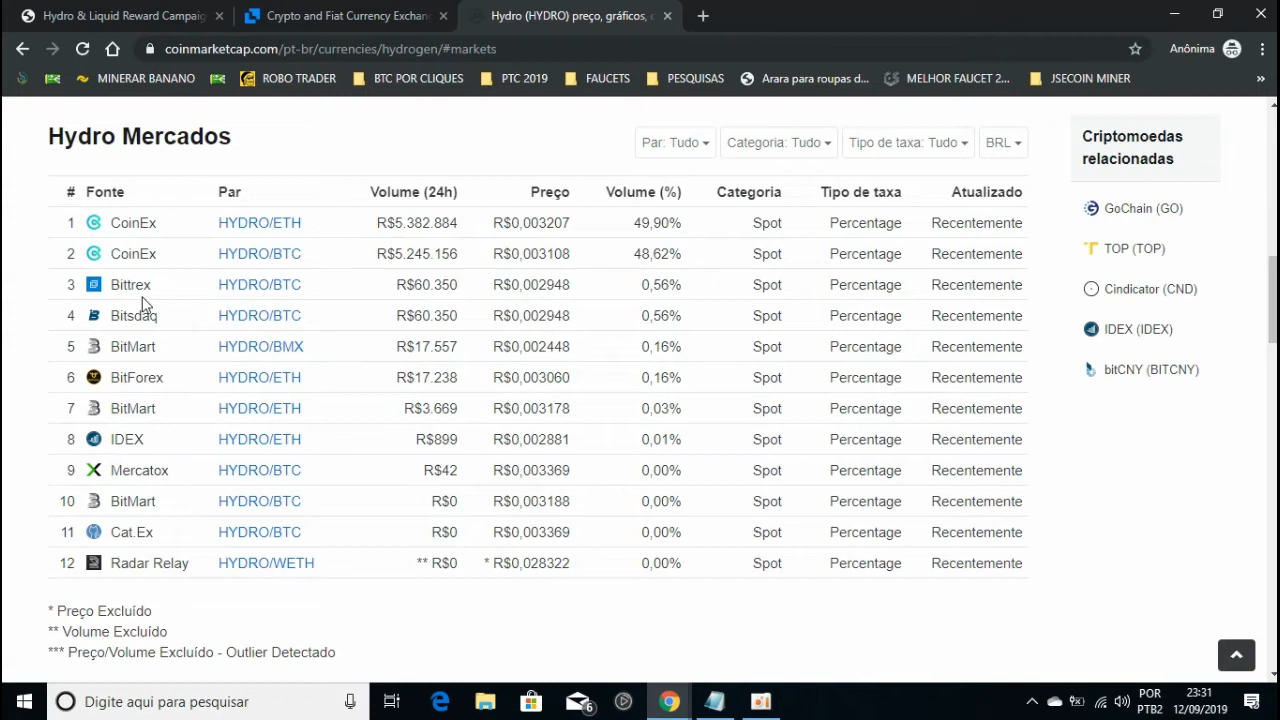 Hydro & Liquid Reward Campaig
Crypto and Fiat Currency Exchan
Hydro (HYDRO) preço, gráficos, c
coinmarketcap.com/pt-br/currencies/hydrogen/#markets
Anônima
MINERAR BANANO
ROBO TRADER
BTC POR CLIQUES
PTC 2019
FAUCETS
PESQUISAS
Arara para roupas d...
MELHOR FAUCET 2...
JSECOIN MINER
»
Hydro Mercados
Par: Tudo
Categoria: Tudo
Tipo de taxa: Tudo
BRL
Criptomoedas
relacionadas
GoChain (GO)
TOP (TOP)
Cindicator (CND)
IDEX (IDEX)
bitCNY (BITCNY)
# Fonte Par Volume (24h) Preço Volume (%) Categoria Tipo de taxa Atualizado
1 CoinEx HYDRO/ETH R$5.382.884 R$0,003207 49,90% Spot Percentage Recentemente
2 CoinEx HYDRO/BTC R$5.245.156 R$0,003108 48,62% Spot Percentage Recentemente
3 Bittrex HYDRO/BTC R$60.350 R$0,002948 0,56% Spot Percentage Recentemente
4 Bitsdaq HYDRO/BTC R$60.350 R$0,002948 0,56% Spot Percentage Recentemente
5 BitMart HYDRO/BMX R$17.557 R$0,002448 0,16% Spot Percentage Recentemente
6 BitForex HYDRO/ETH R$17.238 R$0,003060 0,16% Spot Percentage Recentemente
7 BitMart HYDRO/ETH R$3.669 R$0,003178 0,03% Spot Percentage Recentemente
8 IDEX HYDRO/ETH R$899 R$0,002881 0,01% Spot Percentage Recentemente
9 Mercatox HYDRO/BTC R$42 R$0,003369 0,00% Spot Percentage Recentemente
10 BitMart HYDRO/BTC R$0 R$0,003188 0,00% Spot Percentage Recentemente
11 Cat.Ex HYDRO/BTC R$0 R$0,003369 0,00% Spot Percentage Recentemente
12 Radar Relay HYDRO/WETH ** R$0 * R$0,028322 0,00% Spot Percentage Recentemente
* Preço Excluído
** Volume Excluído
*** Preço/Volume Excluído - Outlier Detectado
Digite aqui para pesquisar
6
POR
PTB2
23:31
12/09/2019